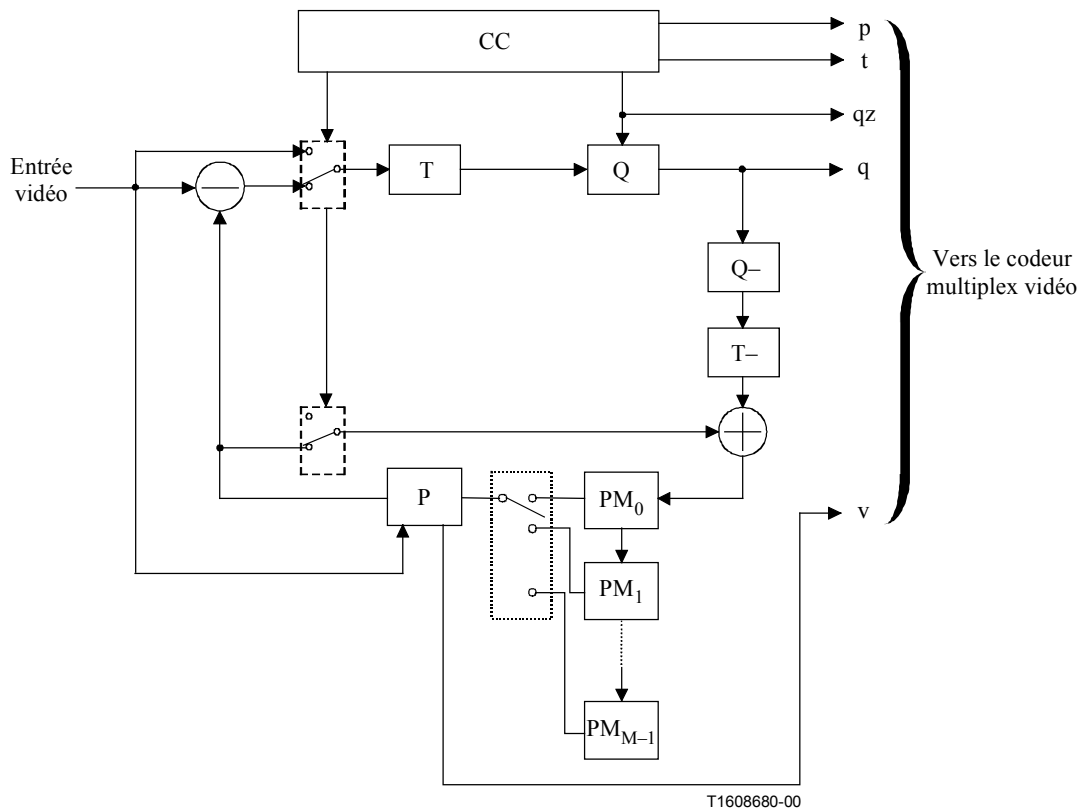 CC
p
t
qz
Entrée
vidéo
T
Q
q
Q–
T–
Vers le codeur
multiplex vidéo
P
PM0
v
PM1
PMM–1
T1608680-00